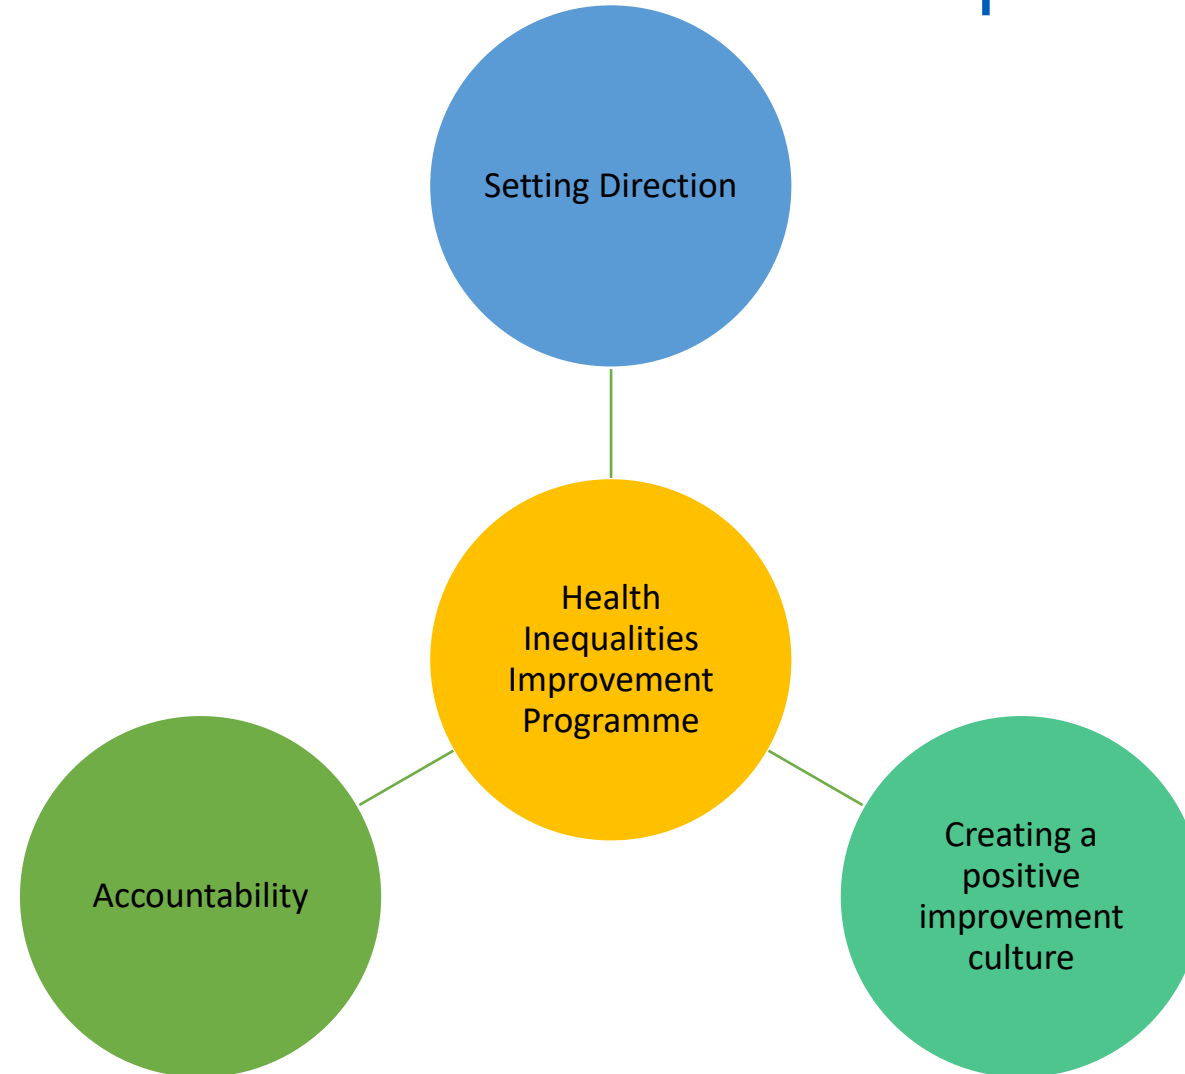 Setting Direction
Health
Inequalities
Improvement
Programme
Accountability
Creating a
positive
improvement
culture